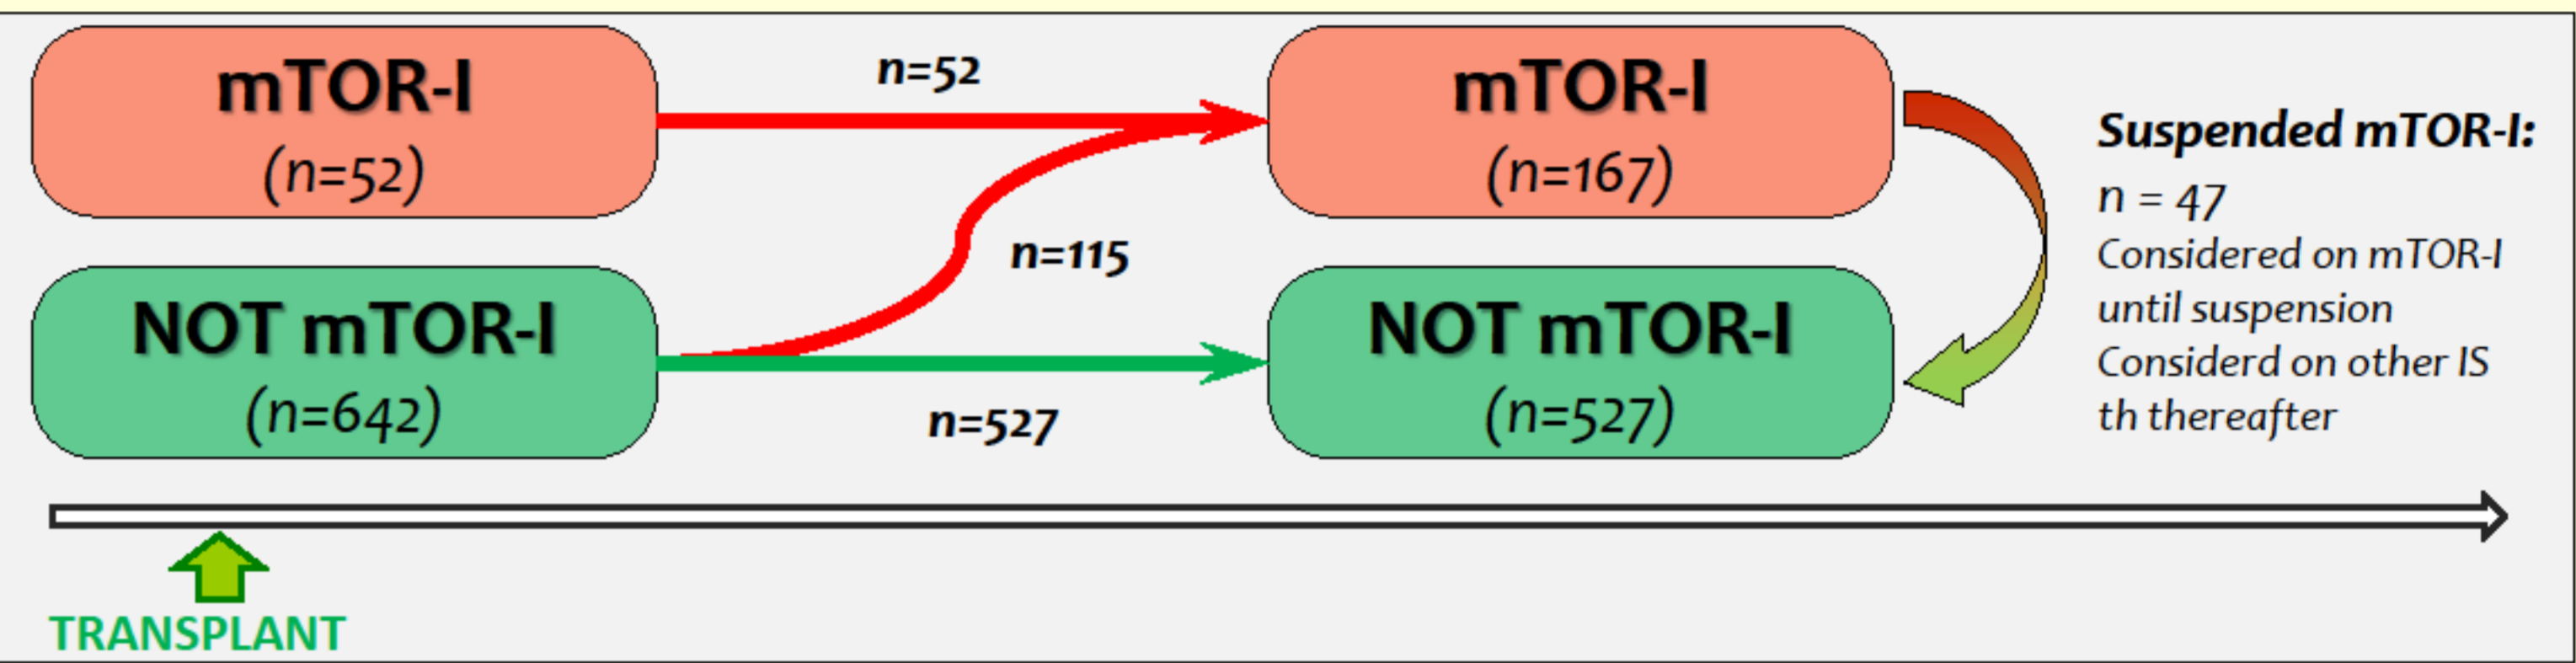 mTOR-I
(n=52)
n=52
mTOR-I
(n=167)
NOT mTOR-I
(n=642)
n=115
n=527
NOT mTOR-I
(n=527)
Suspended mTOR-I:
n = 47
Considered on mTOR-I
until suspension
Considerd on other IS
th thereafter
TRANSPLANT